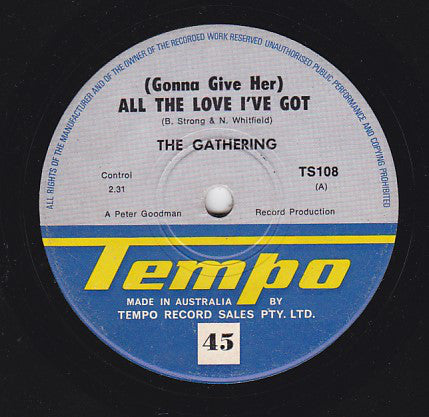 ALL RIGHTS OF THE MANUFACTURER AND OF THE OWNER OF THE RECORDED WORK RESERVED UNAUTHORISED PUBLIC PERFORMANCE AND COPYING PROHIBITED
(Gonna Give Her)
ALL THE LOVE I'VE GOT
(B. Strong & N. Whitfield)
THE GATHERING
Control TS108
2.31 (A)
A Peter Goodman Record Production
Tempo
MADE IN AUSTRALIA BY
TEMPO RECORD SALES PTY. LTD.
45